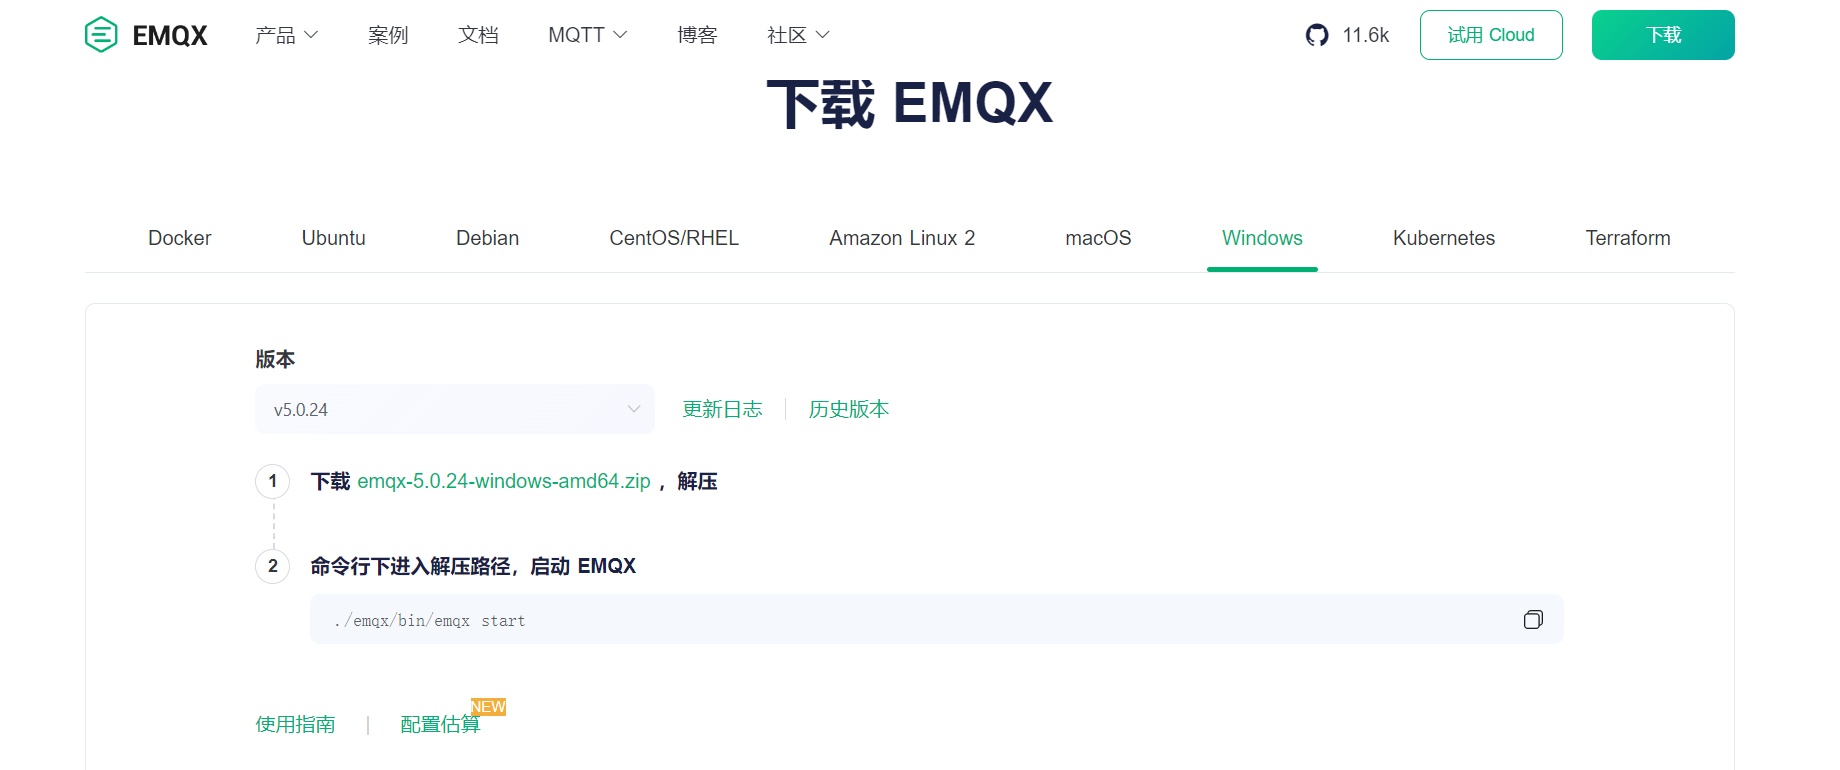 EMQX 产品 案例 文档 MQTT 博客 社区 11.6k 试用 Cloud 下载
下载 EMQX
Docker Ubuntu Debian CentOS/RHEL Amazon Linux 2 macOS Windows Kubernetes Terraform
版本
v5.0.24 更新日志 历史版本
1 下载 emqx-5.0.24-windows-amd64.zip ，解压
2 命令行下进入解压路径，启动 EMQX
./emqx/bin/emqx start
NEW
使用指南 | 配置估算